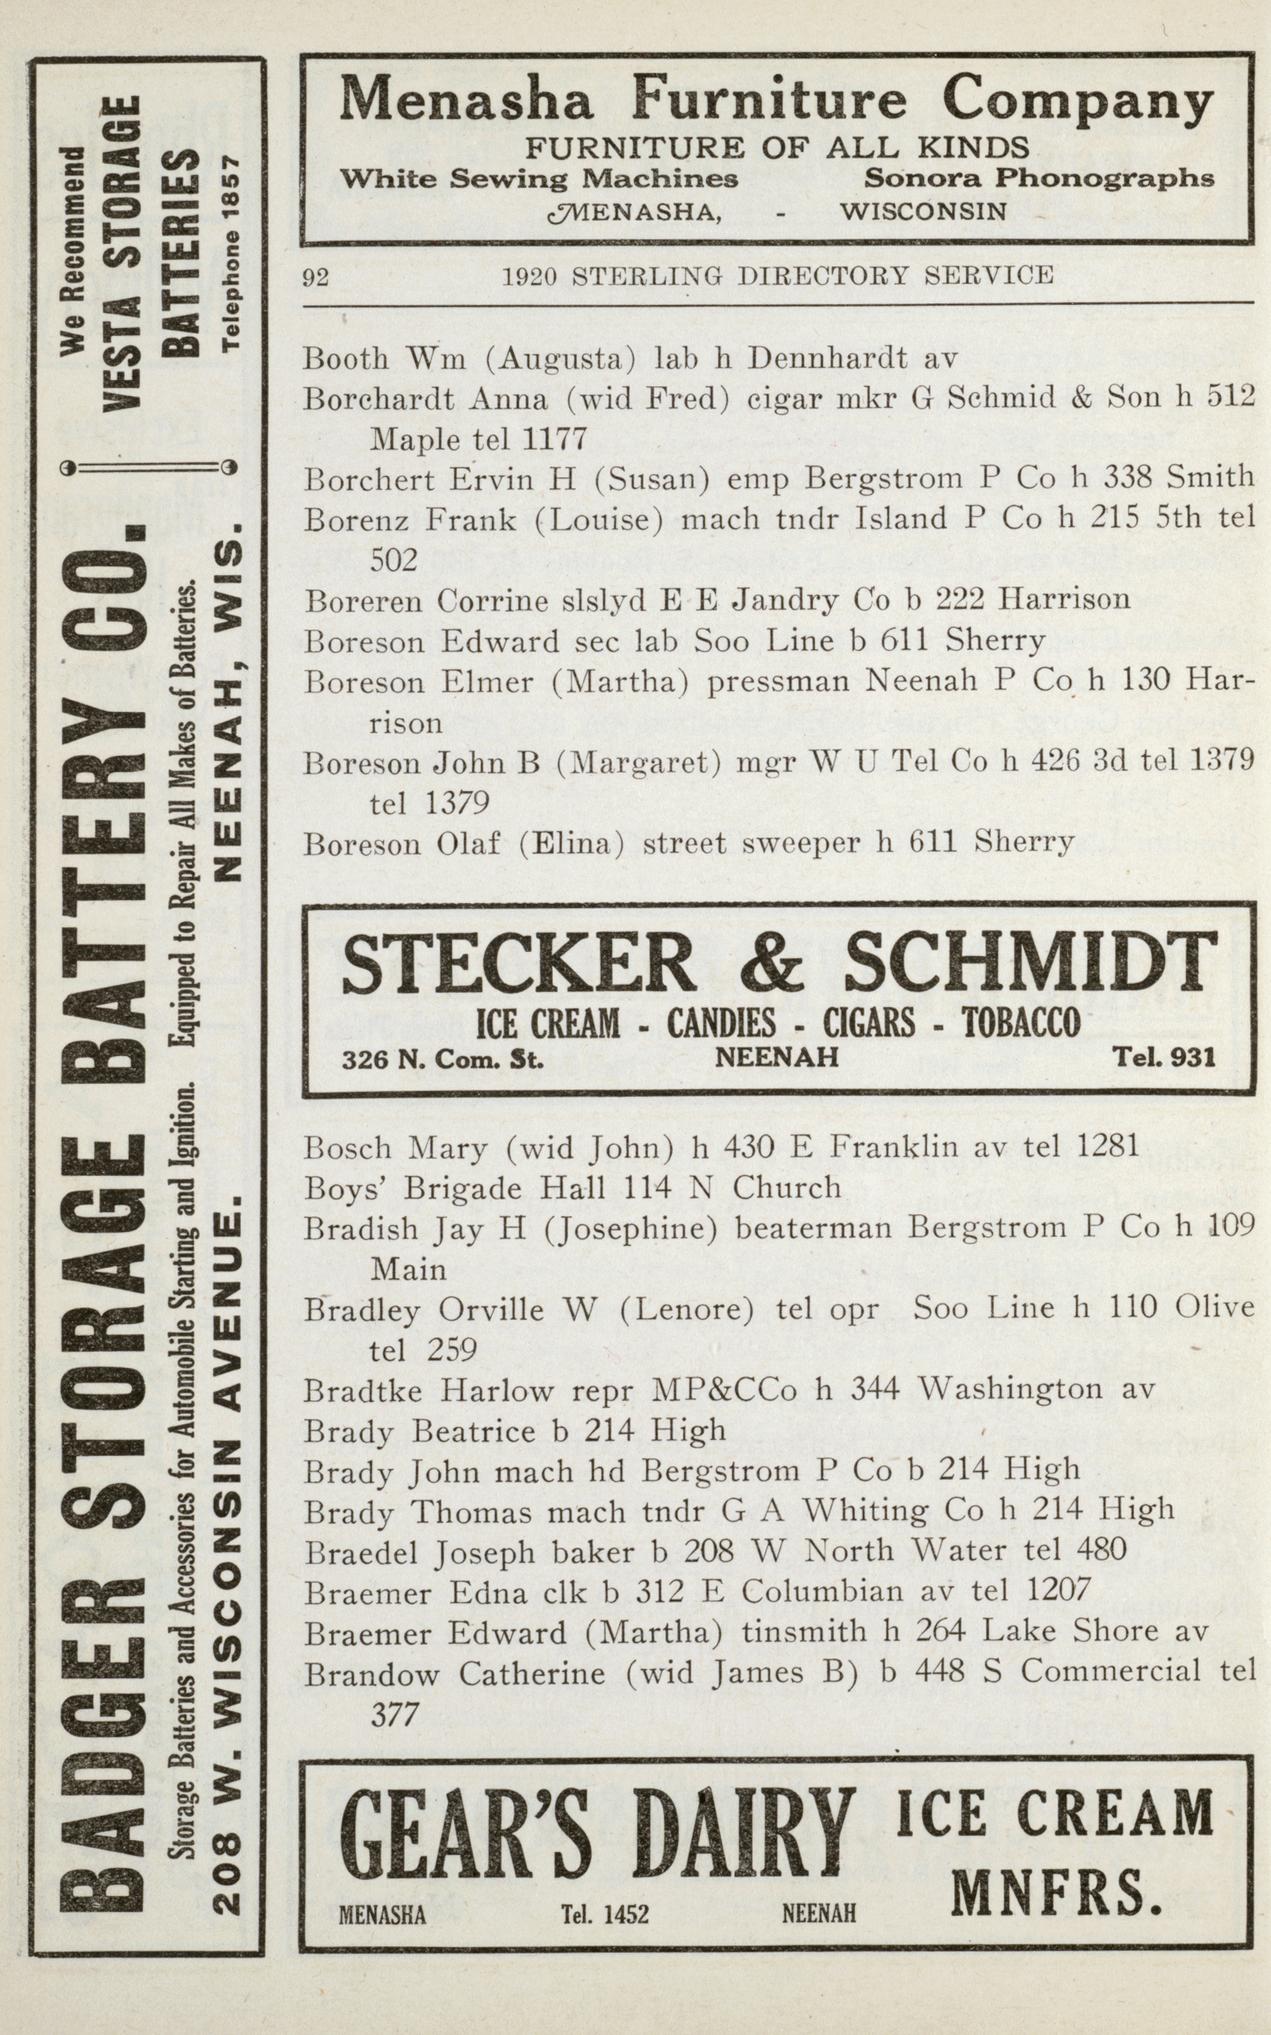 Menasha Furniture Company
FURNITURE OF ALL KINDS
White Sewing Machines Sonora Phonographs
MENASHA, - WISCONSIN
92 1920 STERLING DIRECTORY SERVICE
Booth Wm (Augusta) lab h Dennhardt av
Borchardt Anna (wid Fred) cigar mkr G Schmid & Son h 512
Maple tel 1177
Borchert Ervin H (Susan) emp Bergstrom P Co h 338 Smith
Borenz Frank (Louise) mach tndr Island P Co h 215 5th tel
502
Boreren Corrine slslyd E E Jandry Co b 222 Harrison
Boreson Edward sec lab Soo Line b 611 Sherry
Boreson Elmer (Martha) pressman Neenah P Co h 130 Har-
rison
Boreson John B (Margaret) mgr W U Tel Co h 426 3d tel 1379
tel 1379
Boreson Olaf (Elina) street sweeper h 611 Sherry
STECKER & SCHMIDT
ICE CREAM - CANDIES - CIGARS - TOBACCO
326 N. Com. St. NEENAH Tel. 931
Bosch Mary (wid John) h 430 E Franklin av tel 1281
Boys' Brigade Hall 114 N Church
Bradish Jay H (Josephine) beaterman Bergstrom P Co h 109
Main
Bradley Orville W (Lenore) tel opr Soo Line h 110 Olive
tel 259
Bradtke Harlow repr MP&CCo h 344 Washington av
Brady Beatrice b 214 High
Brady John mach hd Bergstrom P Co b 214 High
Brady Thomas mach tndr G A Whiting Co h 214 High
Braedel Joseph baker b 208 W North Water tel 480
Braemer Edna clk b 312 E Columbian av tel 1207
Braemer Edward (Martha) tinsmith h 264 Lake Shore av
Brandow Catherine (wid James B) b 448 S Commercial tel
377
GEAR'S DAIRY ICE CREAM
MNFRS.
MENASHA Tel. 1452 NEENAH
BADGER STORAGE BATTERY CO.
Storage Batteries and Accessories for Automobile Starting and Ignition. Equipped to Repair All Makes of Batteries.
208 W. WISCONSIN AVENUE. NEENAH, WIS.
We Recommend
VESTA STORAGE
BATTERIES
Telephone 1857